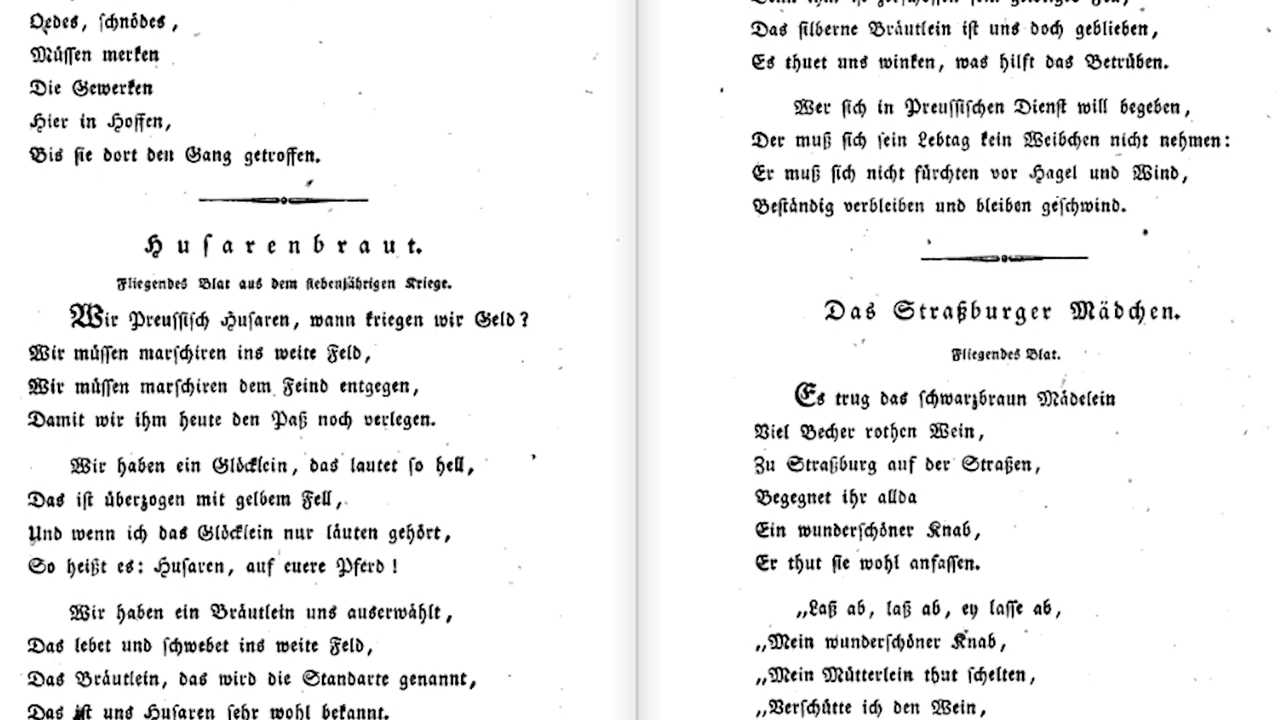 Oedes, schnödes,
Müssen merken
Die Gewerken
Hier in Hoffen,
Bis sie dort den Gang getroffen.
Husarenbraut.
Fliegendes Blat aus dem siebenjährigen Kriege.
Wir Preussisch Husaren, wann kriegen wir Geld?
Wir müssen marschiren ins weite Feld,
Wir müssen marschiren dem Feind entgegen,
Damit wir ihm heute den Paß noch verlegen.
Wir haben ein Glöcklein, das lautet so hell,
Das ist überzogen mit gelbem Fell,
Und wenn ich das Glöcklein nur läuten gehört,
So heißt es: Husaren, auf euere Pferd!
Wir haben ein Bräutlein uns auserwählt,
Das lebet und schwebet ins weite Feld,
Das Bräutlein, das wird die Standarte genannt,
Das ist uns Husaren sehr wohl bekannt.
Das silberne Bräutlein ist uns doch geblieben,
Es thuet uns winken, was hilft das Betrüben.
Wer sich in Preussischen Dienst will begeben,
Der muß sich sein Lebtag kein Weibchen nicht nehmen:
Er muß sich nicht fürchten vor Hagel und Wind,
Beständig verbleiben und bleiben geschwind.
Das Straßburger Mädchen.
Fliegendes Blat.
Es trug das schwarzbraun Mädelein
Viel Becher rothen Wein,
Zu Straßburg auf der Straßen,
Begegnet ihr allda
Ein wunderschöner Knab,
Er thut sie wohl anfassen.
„Laß ab, laß ab, ey lasse ab,
„Mein wunderschöner Knab,
„Mein Mütterlein thut schelten,
„Verschütte ich den Wein,